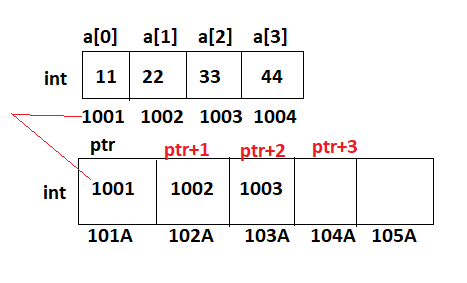 a[0] a[1] a[2] a[3]
int 11 22 33 44
1001 1002 1003 1004
ptr ptr+1 ptr+2 ptr+3
int 1001 1002 1003
101A 102A 103A 104A 105A